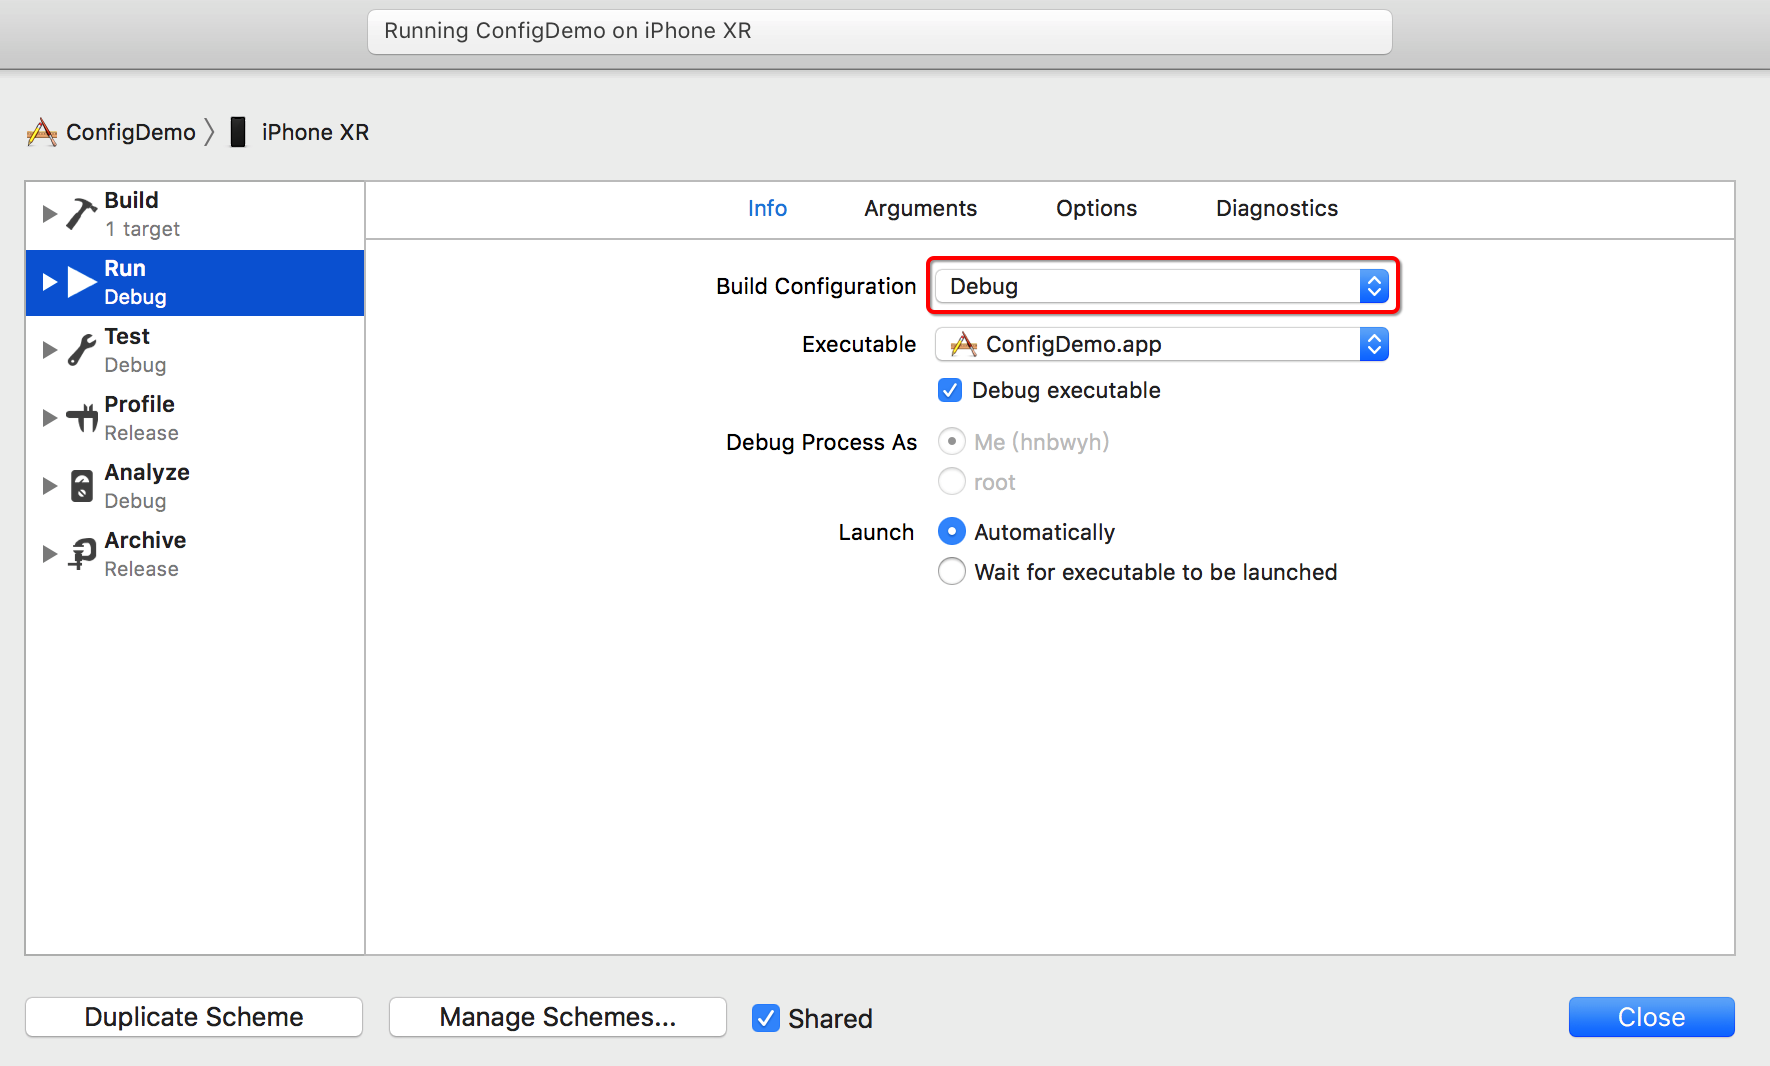 Running ConfigDemo on iPhone XR
ConfigDemo iPhone XR
Build
1 target
Run
Debug
Test
Debug
Profile
Release
Analyze
Debug
Archive
Release
Info Arguments Options Diagnostics
Build Configuration Debug
Executable ConfigDemo.app
Debug executable
Debug Process As Me (hnbwyh)
root
Launch Automatically
Wait for executable to be launched
Duplicate Scheme Manage Schemes... Shared Close